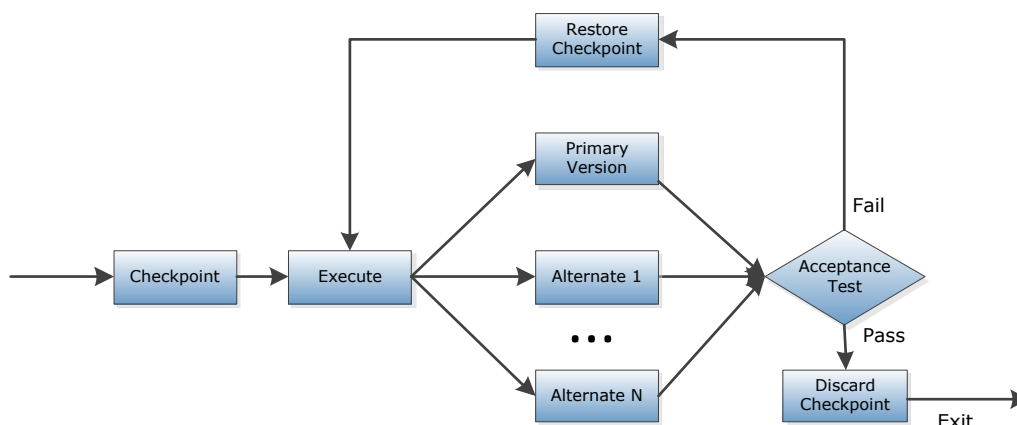 Restore
Checkpoint
Primary
Version
Fail
Checkpoint
Execute
Alternate 1
Acceptance
Test
...
Pass
Alternate N
Discard
Checkpoint
Exit